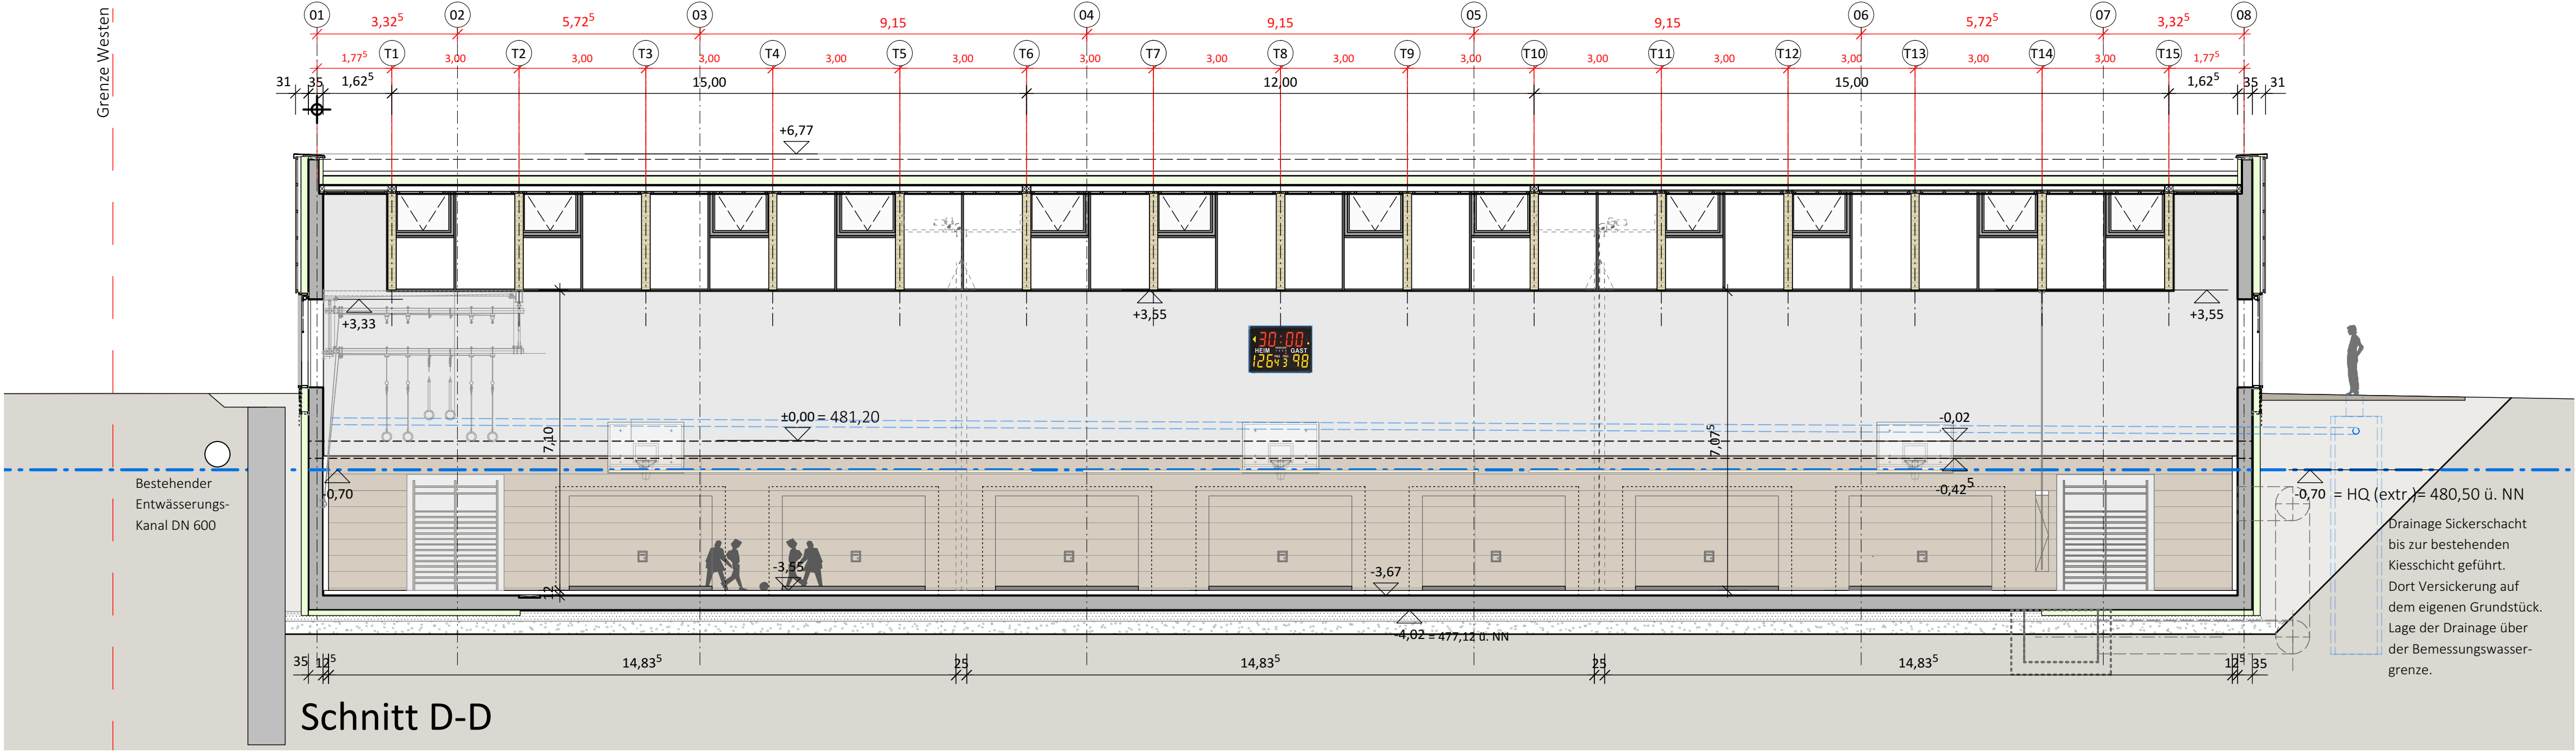 01 02 03 04 05 06 07 08
3,32⁵ 5,72⁵ 9,15 9,15 9,15 5,72⁵ 3,32⁵
T1 T2 T3 T4 T5 T6 T7 T8 T9 T10 T11 T12 T13 T14 T15
1,77⁵ 3,00 3,00 3,00 3,00 3,00 3,00 3,00 3,00 3,00 3,00 3,00 3,00 3,00 3,00 1,77⁵
31 35 1,62⁵ 15,00 12,00 15,00 1,62⁵ 35 31
Grenze Westen
+6,77
+3,33
+3,55
+3,55
30:00
HEIM GAST
126 4 3 98
±0,00 = 481,20
-0,02
7,10
7,07⁵
Bestehender
Entwässerungs-
Kanal DN 600
-0,70
-0,42⁵
-0,70 = HQ (extr.)= 480,50 ü. NN
Drainage Sickerschacht
bis zur bestehenden
Kiesschicht geführt.
Dort Versickerung auf
dem eigenen Grundstück.
Lage der Drainage über
der Bemessungswasser-
grenze.
-3,55
-3,67
12
-4,02 = 477,12 ü. NN
35 12⁵ 14,83⁵ 25 14,83⁵ 25 14,83⁵ 12⁵ 35
Schnitt D-D